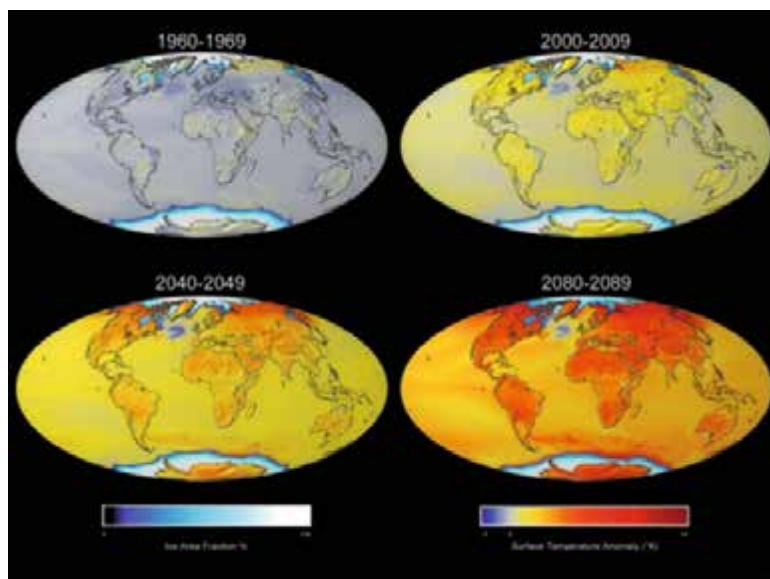 1960-1969
2000-2009
2040-2049
2080-2089
Ice Area Fraction %
Surface Temperature Anomaly (°K)